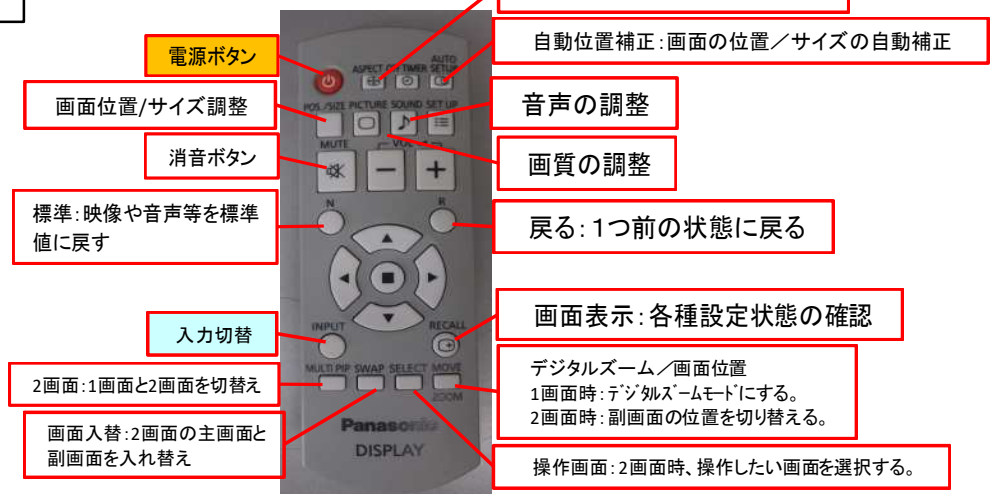 自動位置補正:画面の位置／サイズの自動補正
電源ボタン
AUTO
ASPECT OFF TIMER SETUP
画面位置/サイズ調整
音声の調整
POS./SIZE PICTURE SOUND SET UP
消音ボタン
MUTE
VOL
画質の調整
標準:映像や音声等を標準
値に戻す
N
R
戻る:1つ前の状態に戻る
入力切替
INPUT
RECALL
画面表示:各種設定状態の確認
2画面:1画面と2画面を切替え
MULTI PIP SWAP SELECT MOVE
ZOOM
デジタルズーム／画面位置
1画面時:ﾃﾞｼﾞﾀﾙｽﾞｰﾑﾓｰﾄﾞにする。
2画面時:副画面の位置を切り替える。
画面入替:2画面の主画面と
副画面を入れ替え
Panasonic
DISPLAY
操作画面:2画面時、操作したい画面を選択する。